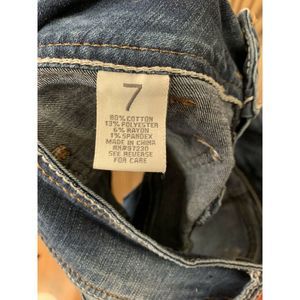 7
80% COTTON
13% POLYESTER
6% RAYON
1% SPANDEX
MADE IN CHINA
RN#97230
SEE REVERSE
FOR CARE